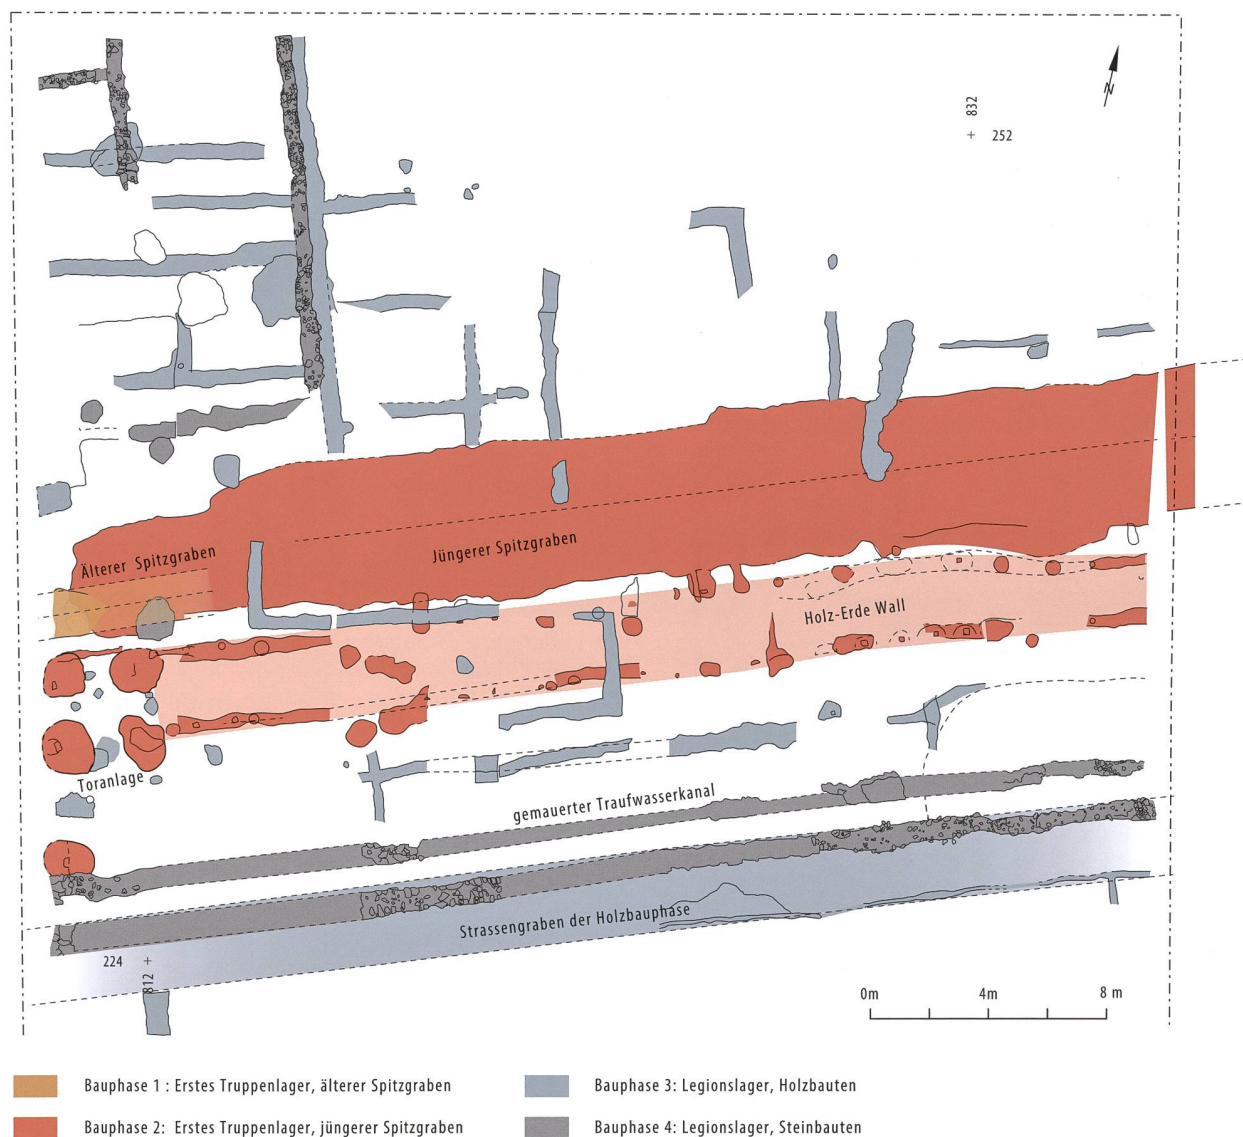 N
832
252
Älterer Spitzgraben
Jüngerer Spitzgraben
Holz-Erde Wall
Toranlage
gemauerter Traufwasserkanal
Strassengraben der Holzbauphase
224
812
0m 4m 8 m
Bauphase 1 : Erstes Truppenlager, älterer Spitzgraben
Bauphase 3: Legionslager, Holzbauten
Bauphase 2: Erstes Truppenlager, jüngerer Spitzgraben
Bauphase 4: Legionslager, Steinbauten